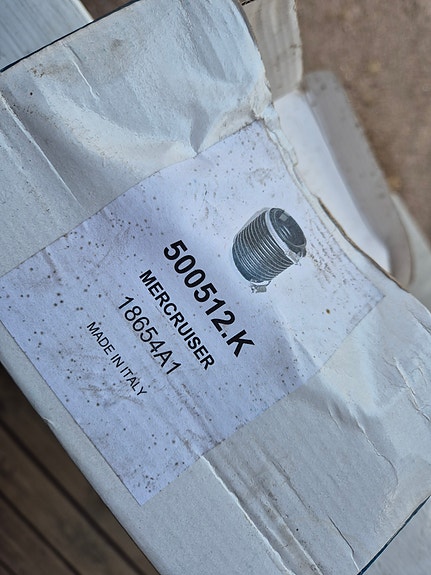 500512.K
MERCRUISER
18654A1
MADE IN ITALY